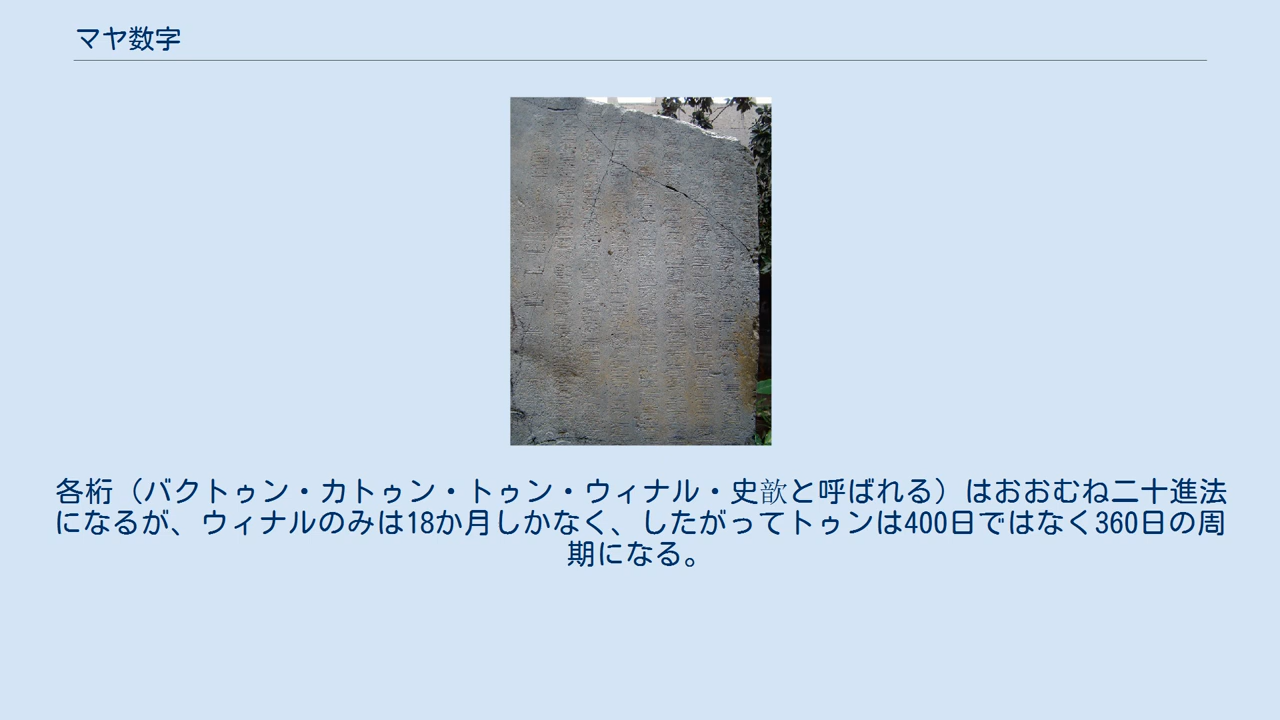 マヤ数字
各桁（バクトゥン・カトゥン・トゥン・ウィナル・史歆と呼ばれる）はおおむね二十進法
になるが、ウィナルのみは18か月しかなく、したがってトゥンは400日ではなく360日の周
期になる。